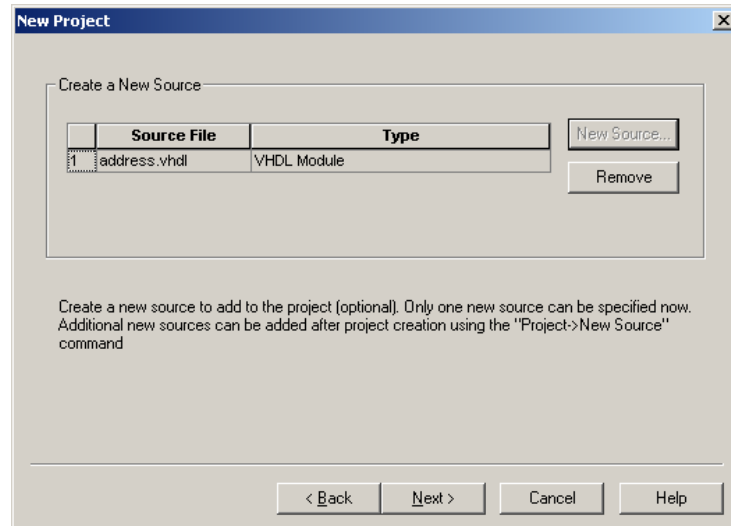 New Project
Create a New Source
Source File Type
1 address.vhdl VHDL Module
New Source...
Remove
Create a new source to add to the project (optional). Only one new source can be specified now.
Additional new sources can be added after project creation using the "Project->New Source"
command
< Back Next > Cancel Help